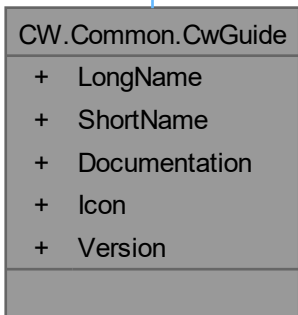 CW.Common.CwGuide
+ LongName
+ ShortName
+ Documentation
+ Icon
+ Version